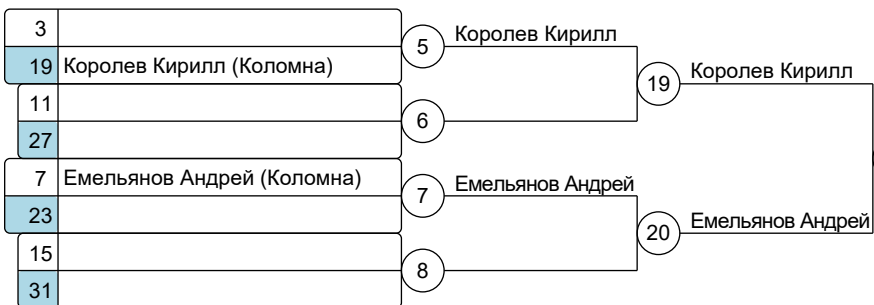 3
19 Королев Кирилл (Коломна)
5 Королев Кирилл
19 Королев Кирилл
11
27
6
7 Емельянов Андрей (Коломна)
23
7 Емельянов Андрей
20 Емельянов Андрей
15
31
8